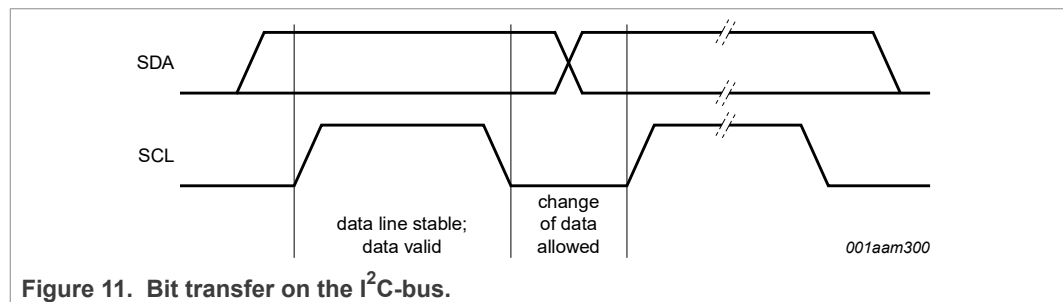 SDA
SCL
data line stable;
data valid
change
of data
allowed
001aam300
Figure 11. Bit transfer on the I²C-bus.